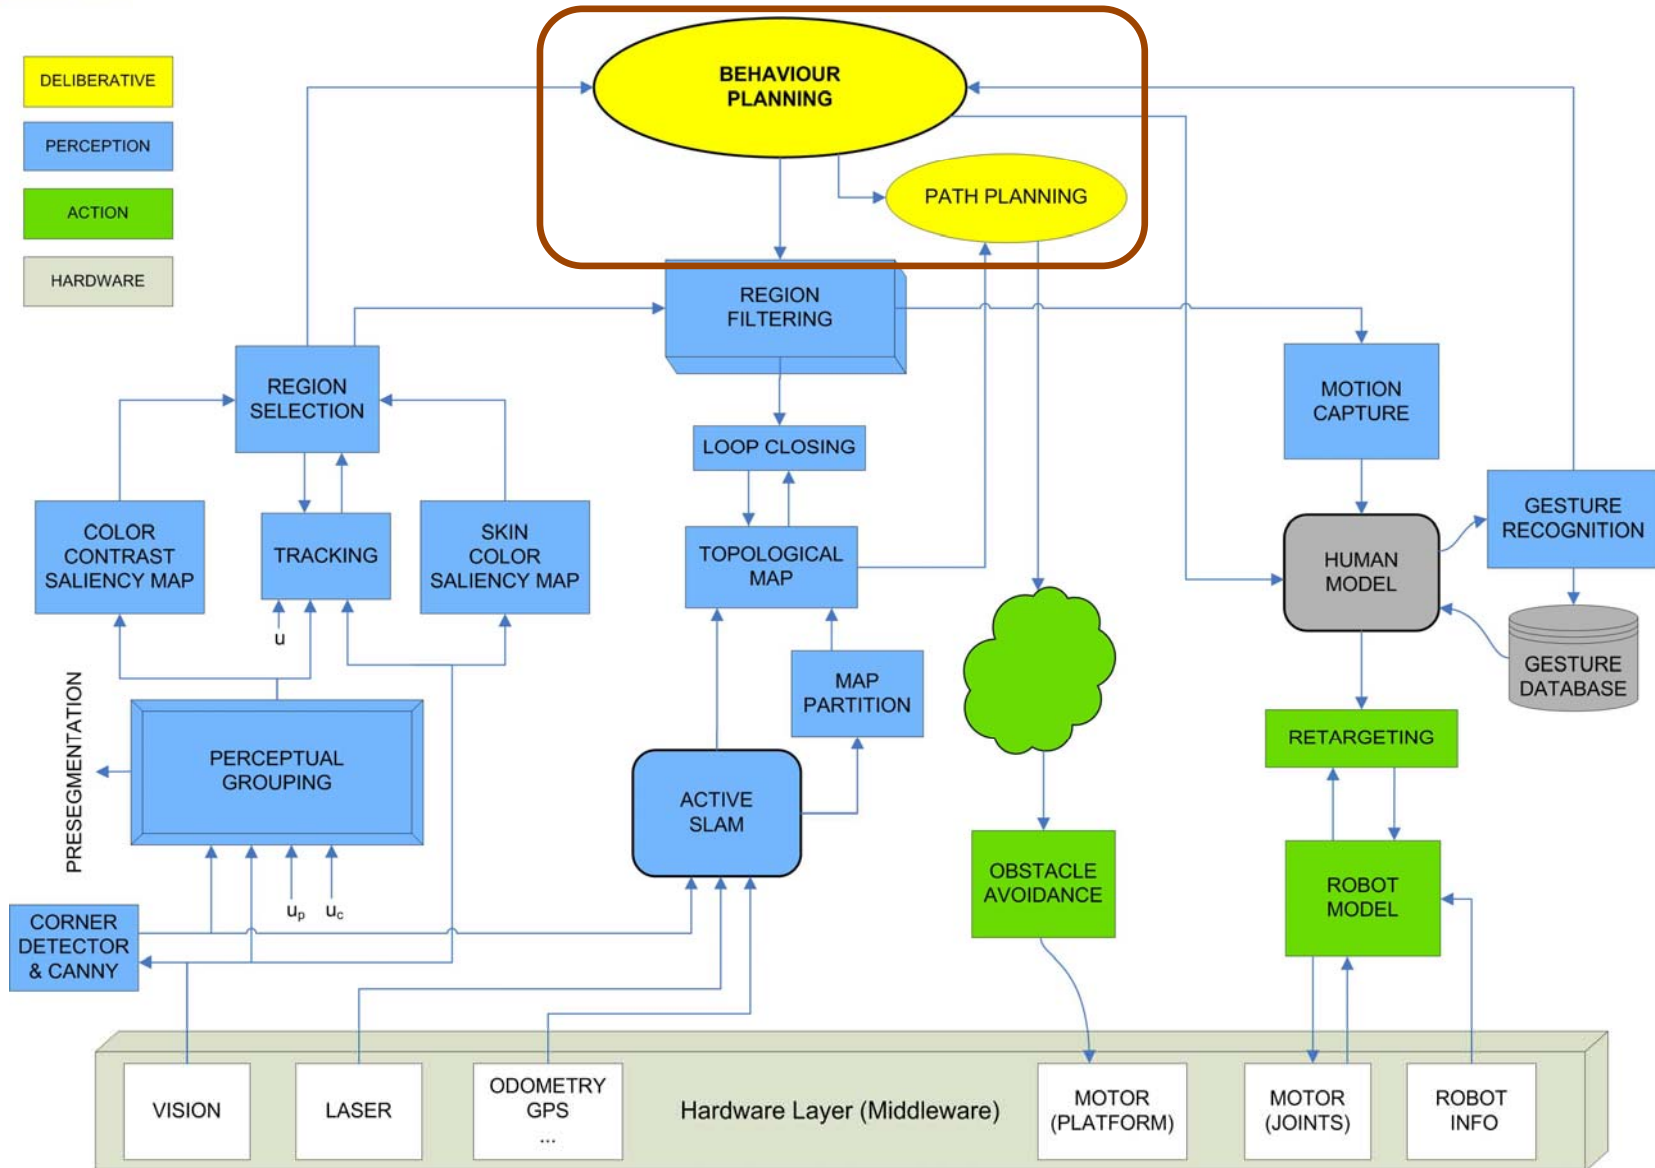 DELIBERATIVE
PERCEPTION
ACTION
HARDWARE
BEHAVIOUR
PLANNING
PATH PLANNING
REGION
FILTERING
REGION
SELECTION
MOTION
CAPTURE
LOOP CLOSING
COLOR
CONTRAST
SALIENCY MAP
TRACKING
SKIN
COLOR
SALIENCY MAP
TOPOLOGICAL
MAP
HUMAN
MODEL
GESTURE
RECOGNITION
u
GESTURE
DATABASE
MAP
PARTITION
PRESEGMENTATION
PERCEPTUAL
GROUPING
RETARGETING
ACTIVE
SLAM
OBSTACLE
AVOIDANCE
ROBOT
MODEL
up
uc
CORNER
DETECTOR
& CANNY
VISION
LASER
ODOMETRY
GPS
...
Hardware Layer (Middleware)
MOTOR
(PLATFORM)
MOTOR
(JOINTS)
ROBOT
INFO